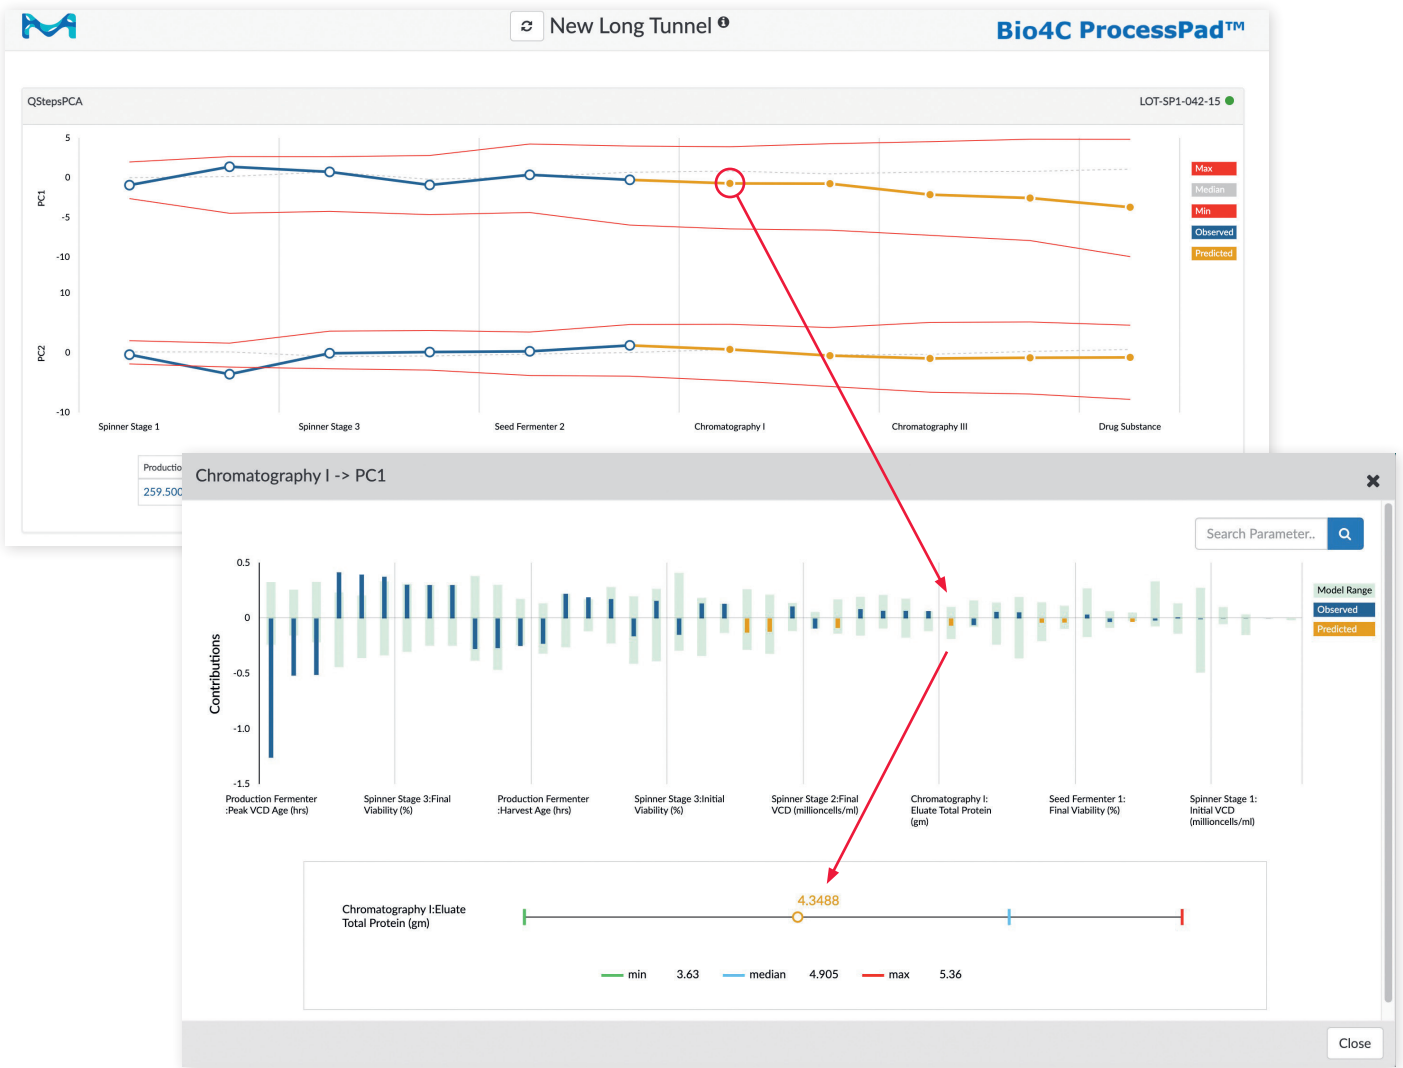 New Long Tunnel
Bio4C ProcessPad™
QStepsPCA
LOT-SP1-042-15
5
0
-5
-10
PC1
10
0
-10
PC2
Max
Median
Min
Observed
Predicted
Spinner Stage 1
Spinner Stage 3
Seed Fermenter 2
Chromatography I
Chromatography III
Drug Substance
Productio
259.500
Chromatography I -> PC1
Search Parameter..
0.5
0
-0.5
-1.0
-1.5
Contributions
Model Range
Observed
Predicted
Production Fermenter
:Peak VCD Age (hrs)
Spinner Stage 3:Final
Viability (%)
Production Fermenter
:Harvest Age (hrs)
Spinner Stage 3:Initial
Viability (%)
Spinner Stage 2:Final
VCD (millioncells/ml)
Chromatography I:
Eluate Total Protein
(gm)
Seed Fermenter 1:
Final Viability (%)
Spinner Stage 1:
Initial VCD
(millioncells/ml)
Chromatography I:Eluate
Total Protein (gm)
4.3488
min 3.63 median 4.905 max 5.36
Close